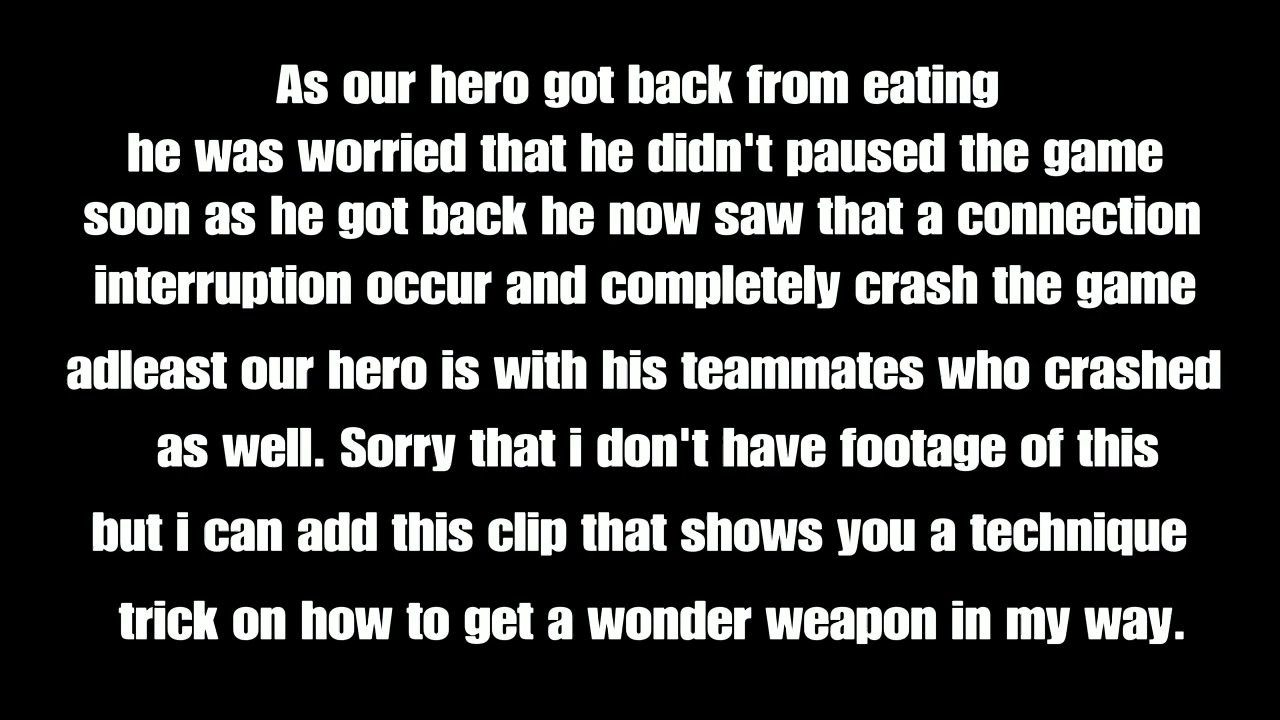 As our hero got back from eating
he was worried that he didn't paused the game
soon as he got back he now saw that a connection
interruption occur and completely crash the game
adleast our hero is with his teammates who crashed
as well. Sorry that i don't have footage of this
but i can add this clip that shows you a technique
trick on how to get a wonder weapon in my way.